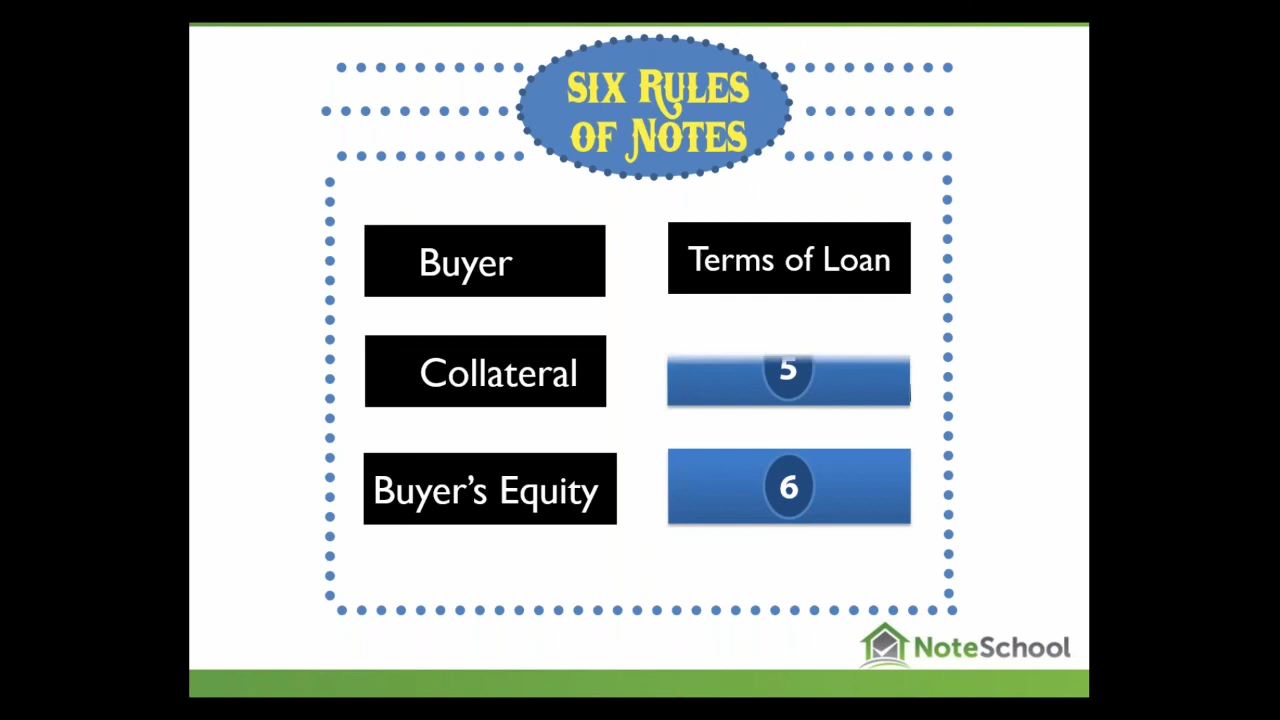 SIX RULES
OF NOTES
Buyer
Terms of Loan
Collateral
5
Buyer's Equity
6
NoteSchool